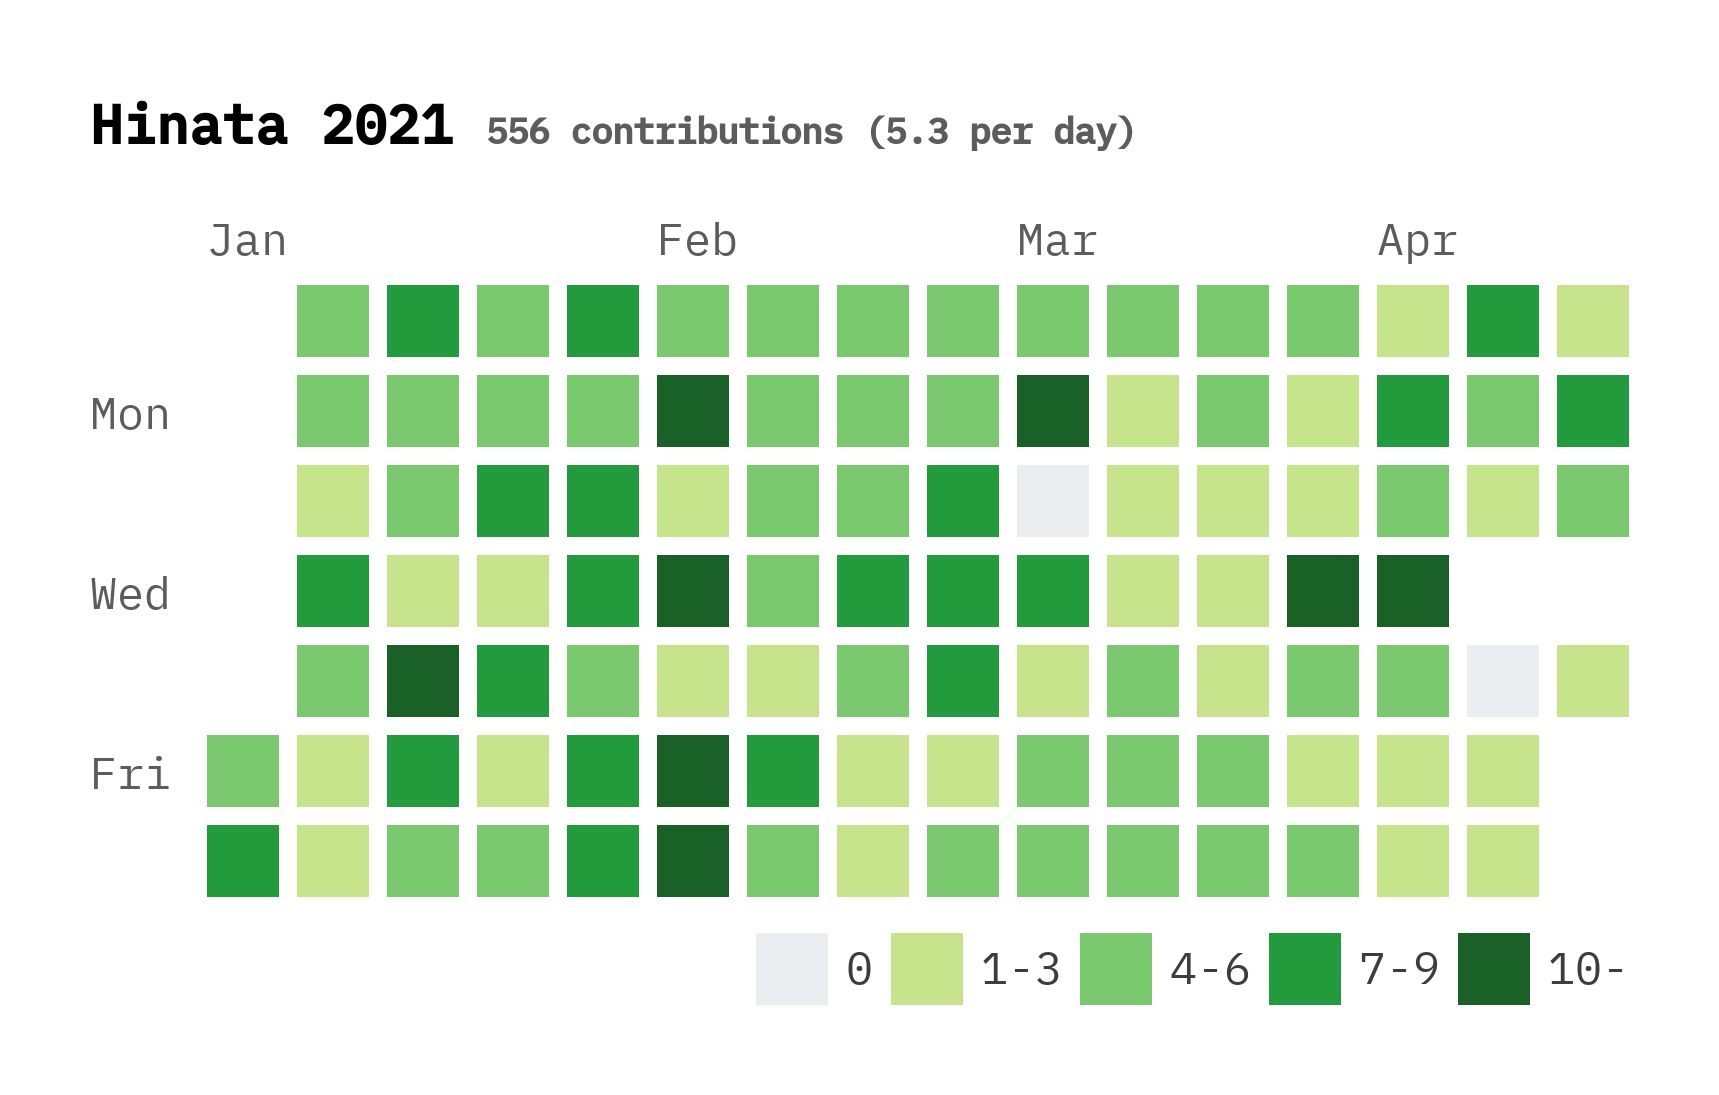 Hinata 2021 556 contributions (5.3 per day)
Jan Feb Mar Apr
Mon
Wed
Fri
0 1-3 4-6 7-9 10-